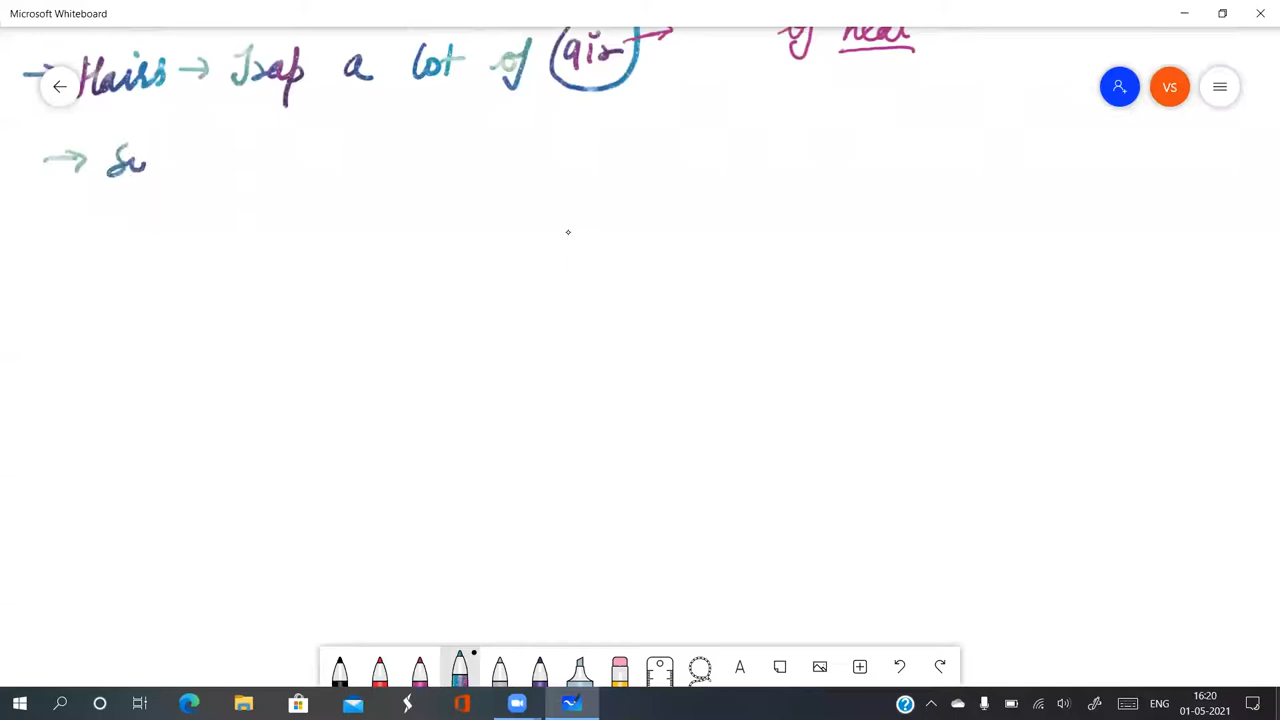 Microsoft Whiteboard
of heat
→ Hairs → Trap a lot of air →
→ Su
VS
A
ENG
16:20
01-05-2021